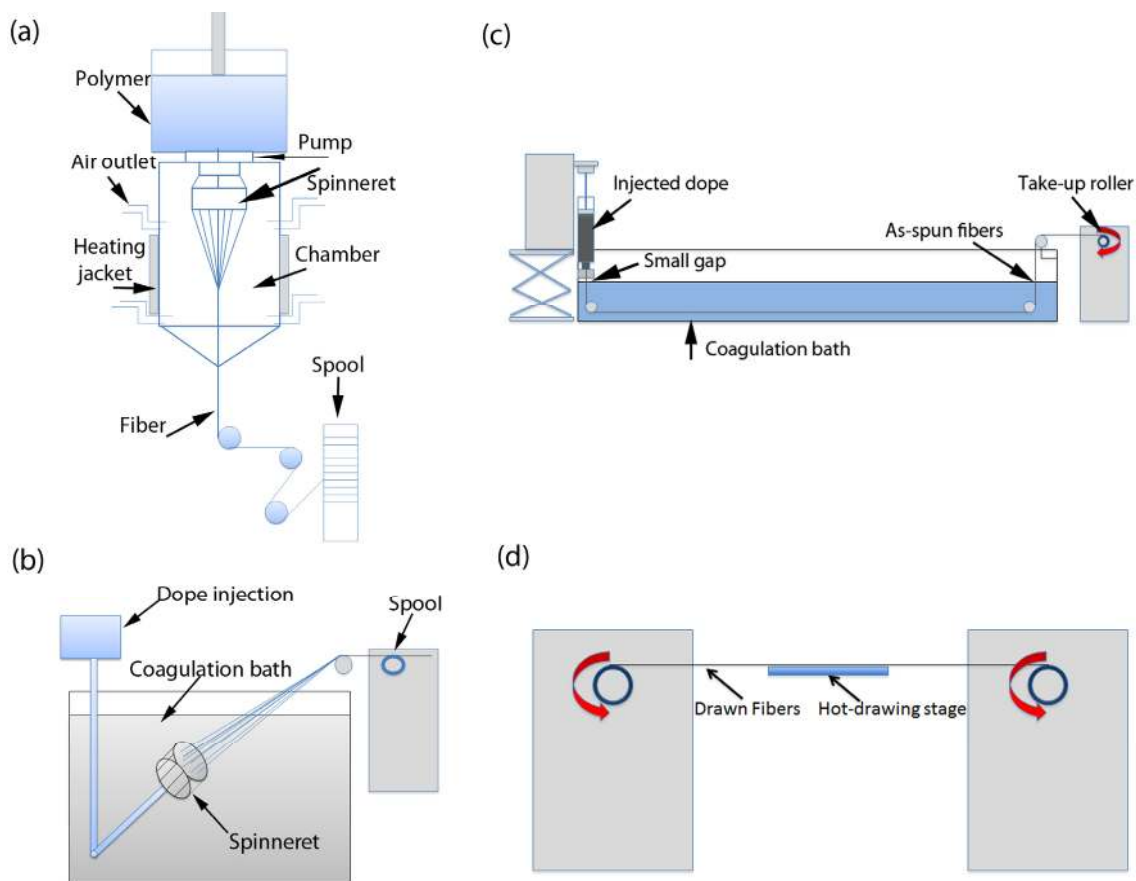 (a)
Polymer
Pump
Air outlet
Spinneret
Heating
jacket
Chamber
Spool
Fiber
(c)
Injected dope
Take-up roller
As-spun fibers
Small gap
Coagulation bath
(b)
Dope injection
Spool
Coagulation bath
Spinneret
(d)
Drawn Fibers
Hot-drawing stage